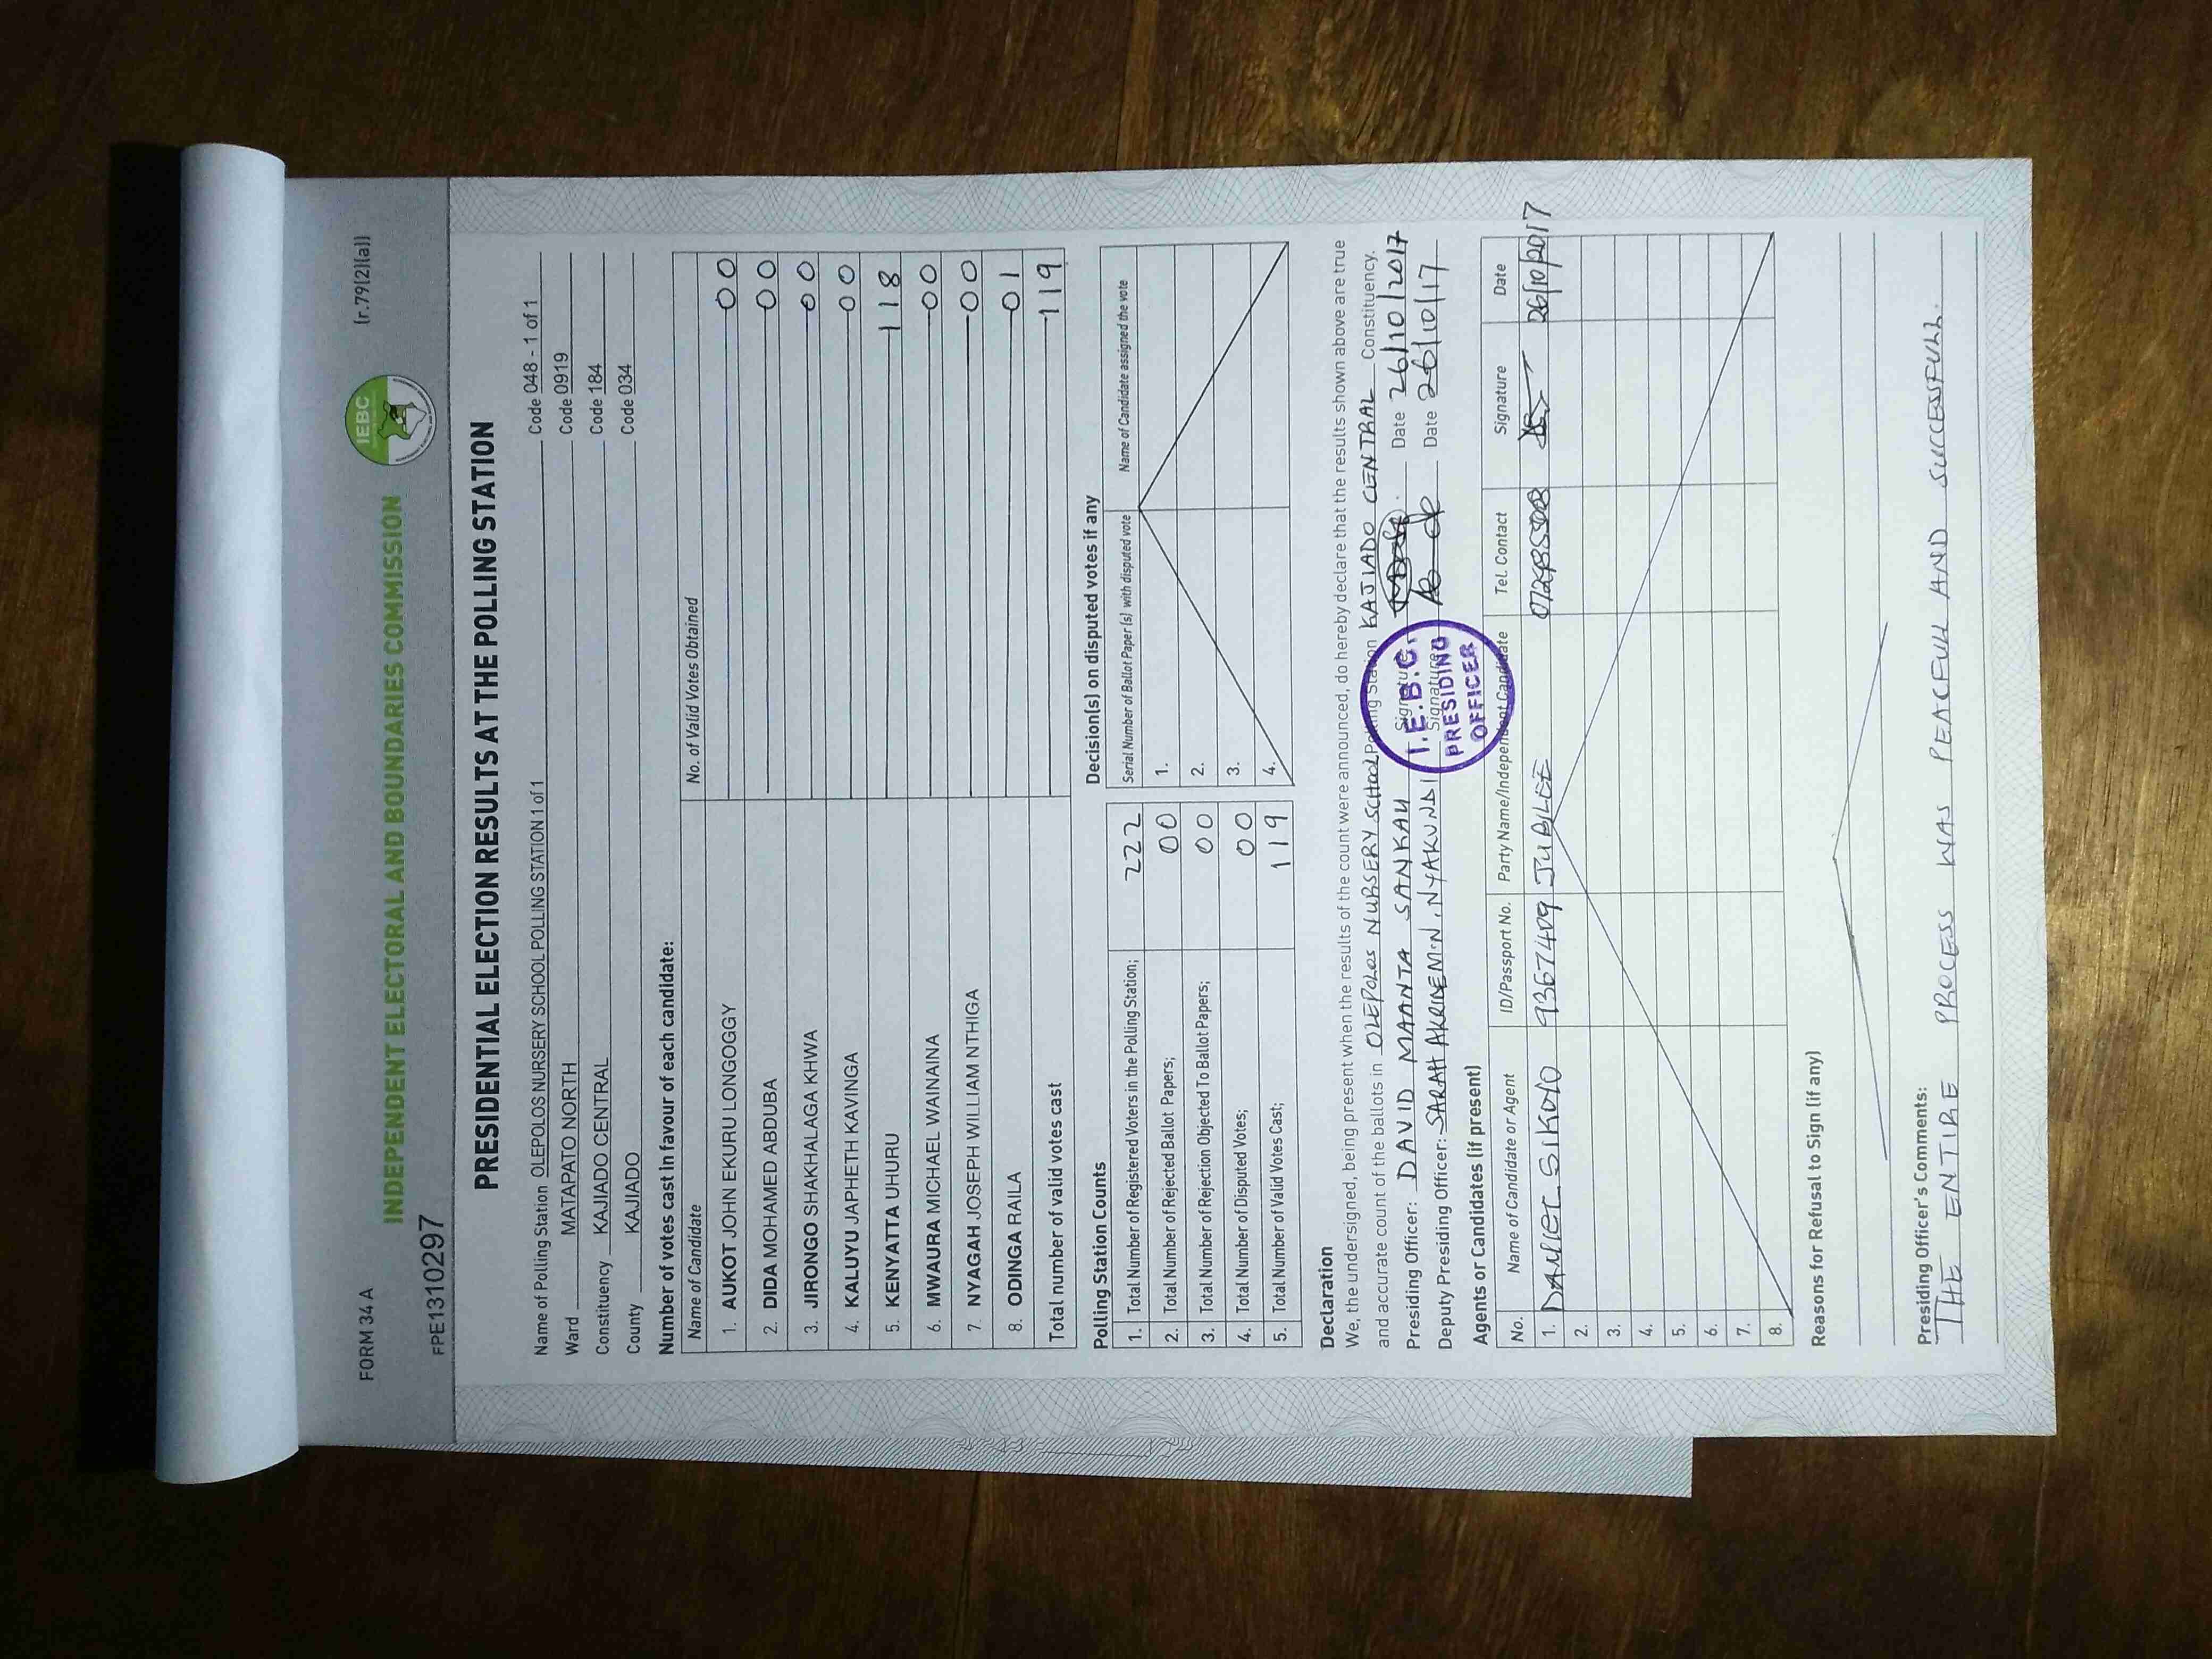 FORM 34 A
(r.79(2)(a))
IEBC
INDEPENDENT ELECTORAL AND BOUNDARIES COMMISSION
FPE1310297
PRESIDENTIAL ELECTION RESULTS AT THE POLLING STATION
Name of Polling Station OLEPOLOS NURSERY SCHOOL POLLING STATION 1 of 1 Code 048 - 1 of 1
Ward MATAPATO NORTH Code 0919
Constituency KAJIADO CENTRAL Code 184
County KAJIADO Code 034
Number of votes cast in favour of each candidate:
Name of Candidate No. of Valid Votes Obtained
1. AUKOT JOHN EKURU LONGOGGY 00
2. DIDA MOHAMED ABDUBA 00
3. JIRONGO SHAKHALAGA KHWA 00
4. KALUYU JAPHETH KAVINGA 00
5. KENYATTA UHURU 118
6. MWAURA MICHAEL WAINAINA 00
7. NYAGAH JOSEPH WILLIAM NTHIGA 00
8. ODINGA RAILA 01
Total number of valid votes cast 119
Polling Station Counts
1. Total Number of Registered Voters in the Polling Station; 222
2. Total Number of Rejected Ballot Papers; 00
3. Total Number of Rejection Objected To Ballot Papers; 00
4. Total Number of Disputed Votes; 00
5. Total Number of Valid Votes Cast; 119
Decision(s) on disputed votes if any
Serial Number of Ballot Paper (s) with disputed vote Name of Candidate assigned the vote
1.
2.
3.
4.
Declaration
We, the undersigned, being present when the results of the count were announced, do hereby declare that the results shown above are true
and accurate count of the ballots in OLEPOLOS NURSERY SCHOOL Polling Station KAJIADO CENTRAL Constituency.
Presiding Officer: DAVID MAANTA SANKAU Signature Date 26/10/2017
Deputy Presiding Officer: SARAH NYAKUNDI Signature Date 26/10/17
I.E.B.C.
PRESIDING
OFFICER
Agents or Candidates (if present)
No. Name of Candidate or Agent ID/Passport No. Party Name/Independent Candidate Tel. Contact Signature Date
1. DANIEL SIKOYO 9367409 JUBILEE 26/10/2017
2.
3.
4.
5.
6.
7.
8.
Reasons for Refusal to Sign (if any)
Presiding Officer's Comments:
THE ENTIRE PROCESS WAS PEACEFUL AND SUCCESSFULL.